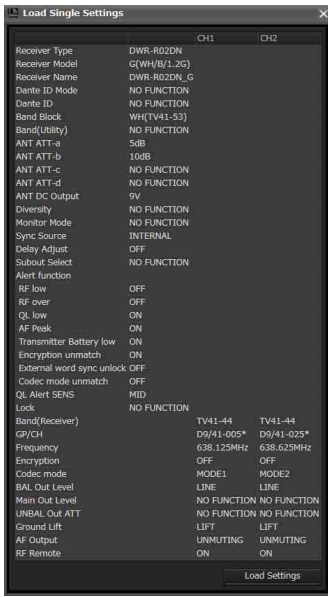 Load Single Settings
CH1 CH2
Receiver Type DWR-R02DN
Receiver Model G(WH/B/1.2G)
Receiver Name DWR-R02DN_G
Dante ID Mode NO FUNCTION
Dante ID NO FUNCTION
Band Block WH(TV41-53)
Band(Utility) NO FUNCTION
ANT ATT-a 5dB
ANT ATT-b 10dB
ANT ATT-c NO FUNCTION
ANT ATT-d NO FUNCTION
ANT DC Output 9V
Diversity NO FUNCTION
Monitor Mode NO FUNCTION
Sync Source INTERNAL
Delay Adjust OFF
Subout Select NO FUNCTION
Alert function
RF low OFF
RF over OFF
QL low ON
AF Peak ON
Transmitter Battery low ON
Encryption unmatch ON
External word sync unlock OFF
Codec mode unmatch OFF
QL Alert SENS MID
Lock NO FUNCTION
Band(Receiver) TV41-44 TV41-44
GP/CH D9/41-005* D9/41-025*
Frequency 638.125MHz 638.625MHz
Encryption OFF OFF
Codec mode MODE1 MODE2
BAL Out Level LINE LINE
Main Out Level NO FUNCTION NO FUNCTION
UNBAL Out ATT NO FUNCTION NO FUNCTION
Ground Lift LIFT LIFT
AF Output UNMUTING UNMUTING
RF Remote ON ON
Load Settings